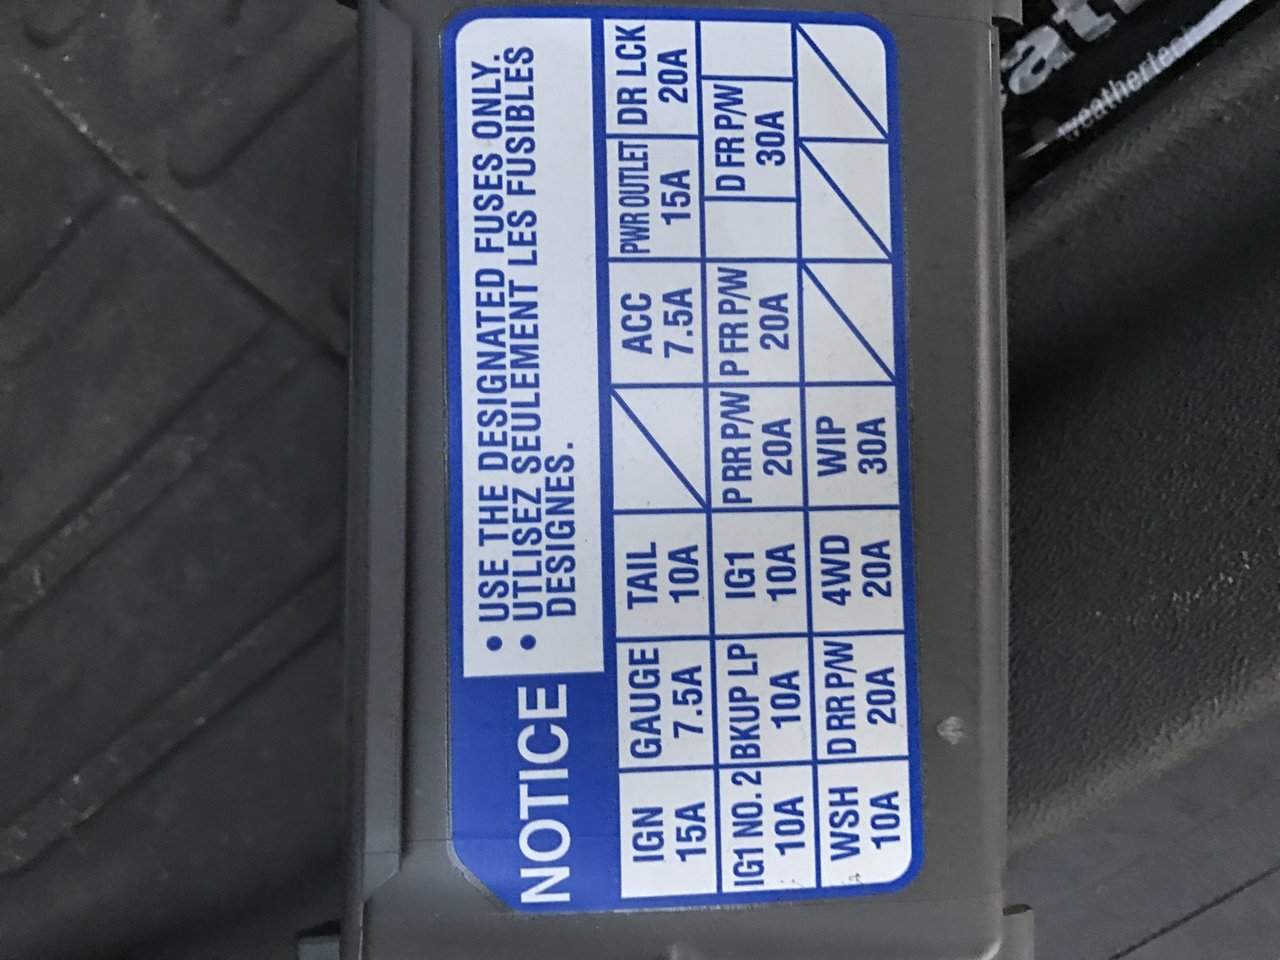 NOTICE
• USE THE DESIGNATED FUSES ONLY.
• UTLISEZ SEULEMENT LES FUSIBLES
DESIGNES.
IGN GAUGE TAIL ACC PWR OUTLET DR LCK
15A 7.5A 10A 7.5A 15A 20A
IG1 NO. 2 BKUP LP IG1 P RR P/W P FR P/W D FR P/W
10A 10A 10A 20A 20A 30A
WSH D RR P/W 4WD WIP
10A 20A 20A 30A